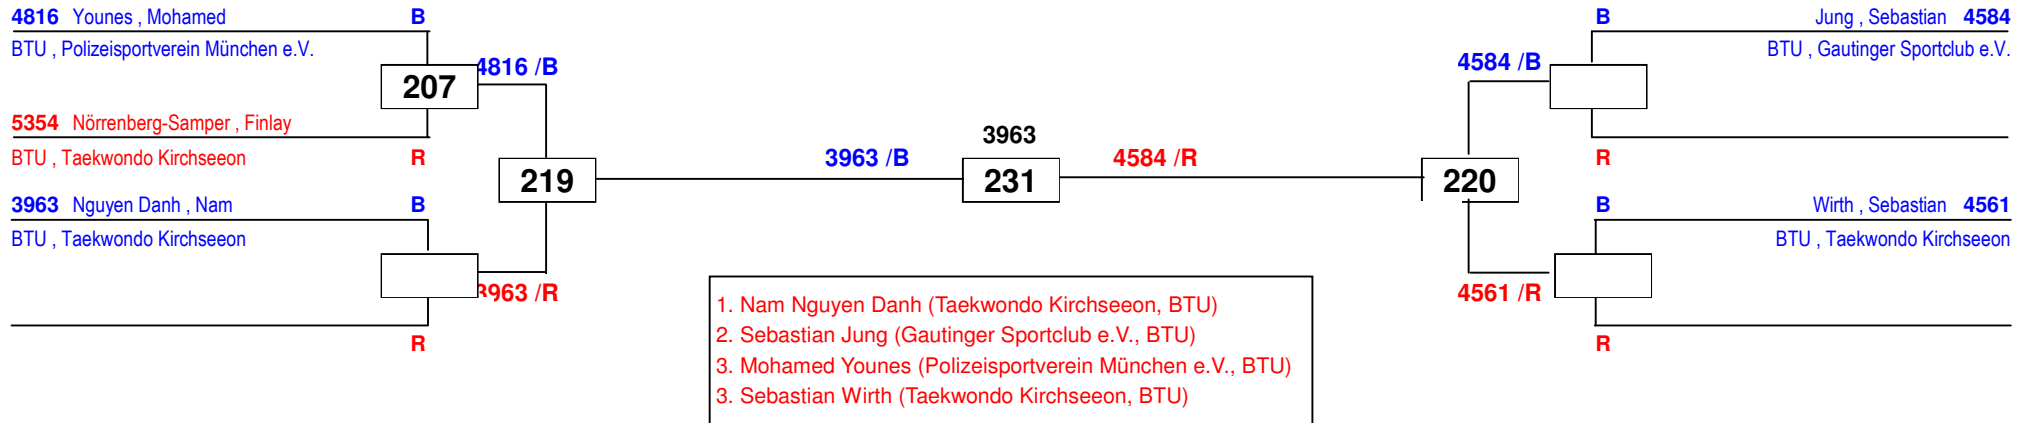 4816 Younes , Mohamed B
BTU , Polizeisportverein München e.V.
4816 /B
207
5354 Nörrenberg-Samper , Finlay
BTU , Taekwondo Kirchseeon R
219
3963 Nguyen Danh , Nam B
BTU , Taekwondo Kirchseeon
3963 /R
R
3963 /B
3963
231
4584 /R
B Jung , Sebastian 4584
BTU , Gautinger Sportclub e.V.
4584 /B
R
220
B Wirth , Sebastian 4561
BTU , Taekwondo Kirchseeon
4561 /R
R
1. Nam Nguyen Danh (Taekwondo Kirchseeon, BTU)
2. Sebastian Jung (Gautinger Sportclub e.V., BTU)
3. Mohamed Younes (Polizeisportverein München e.V., BTU)
3. Sebastian Wirth (Taekwondo Kirchseeon, BTU)